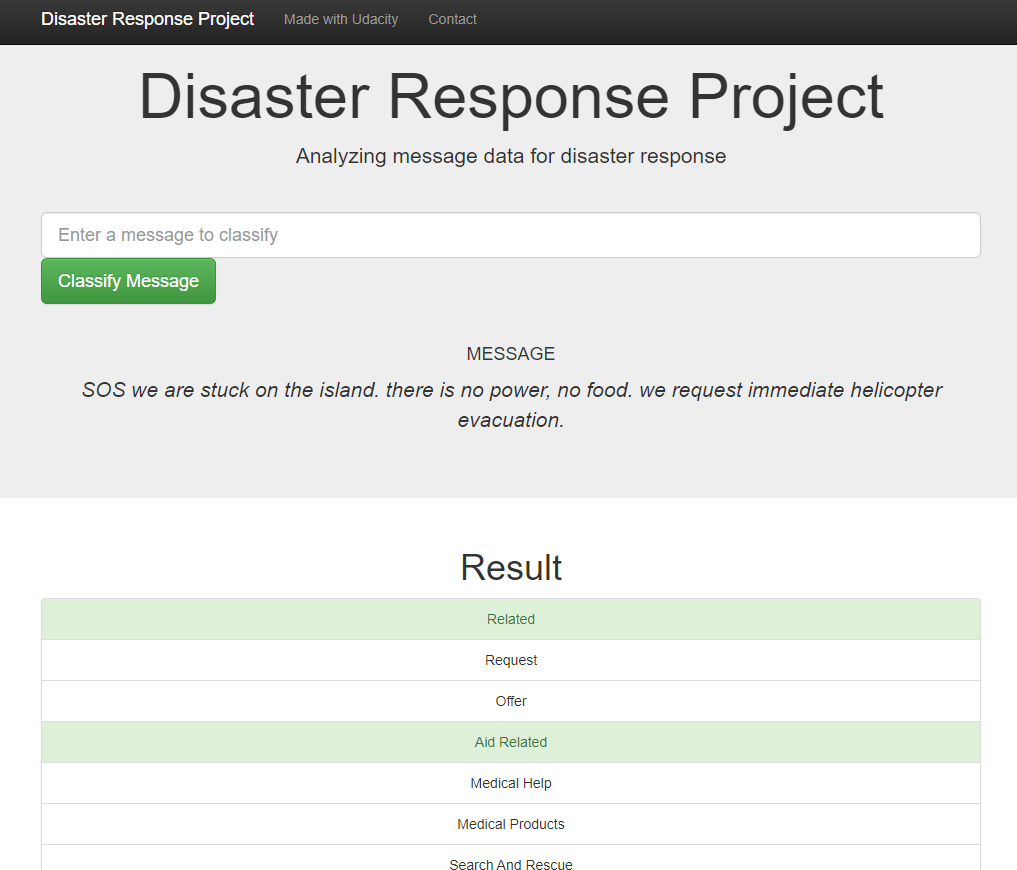 Disaster Response Project Made with Udacity Contact
Disaster Response Project
Analyzing message data for disaster response
Enter a message to classify
Classify Message
MESSAGE
SOS we are stuck on the island. there is no power, no food. we request immediate helicopter
evacuation.
Result
Related
Request
Offer
Aid Related
Medical Help
Medical Products
Search And Rescue